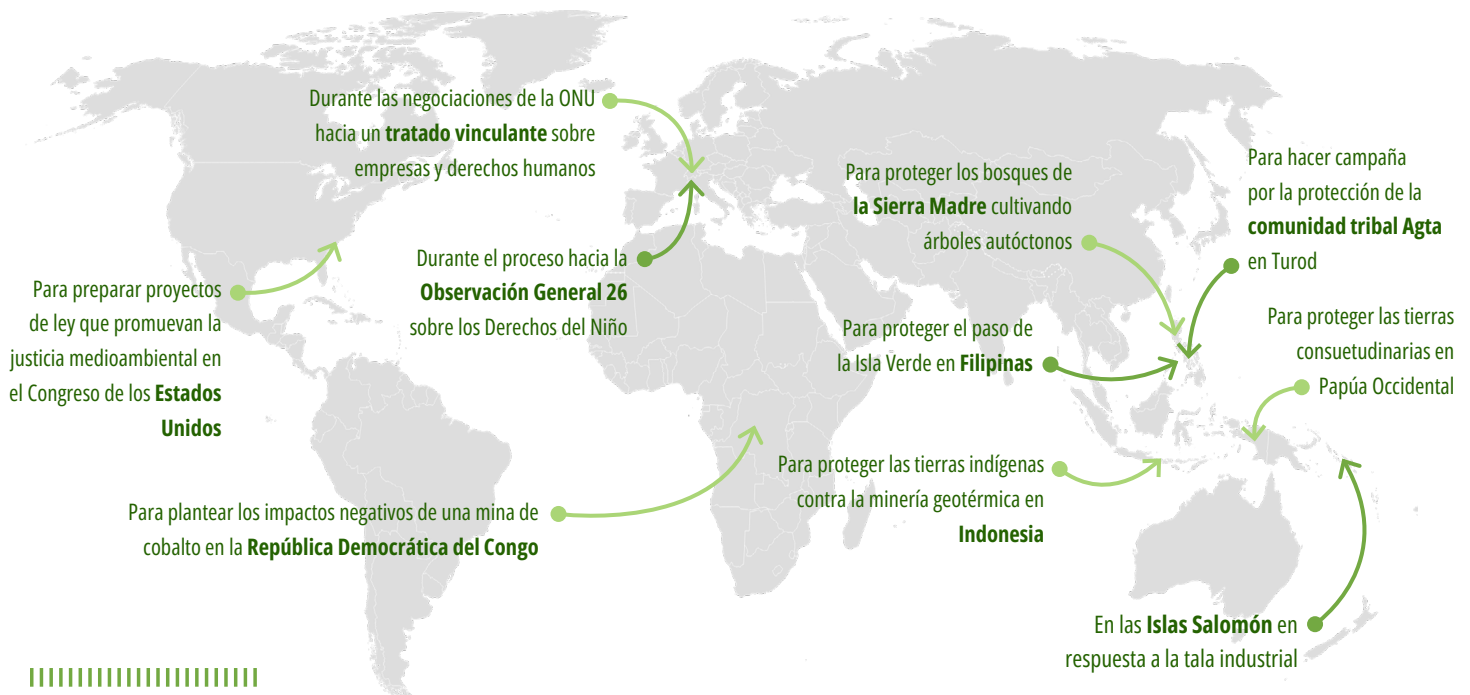 Durante las negociaciones de la ONU
hacia un tratado vinculante sobre
empresas y derechos humanos
Durante el proceso hacia la
Observación General 26
sobre los Derechos del Niño
Para preparar proyectos
de ley que promuevan la
justicia medioambiental en
el Congreso de los Estados
Unidos
Para plantear los impactos negativos de una mina de
cobalto en la República Democrática del Congo
Para proteger los bosques de
la Sierra Madre cultivando
árboles autóctonos
Para hacer campaña
por la protección de la
comunidad tribal Agta
en Turod
Para proteger el paso de
la Isla Verde en Filipinas
Para proteger las tierras
consuetudinarias en
Papúa Occidental
Para proteger las tierras indígenas
contra la minería geotérmica en
Indonesia
En las Islas Salomón en
respuesta a la tala industrial